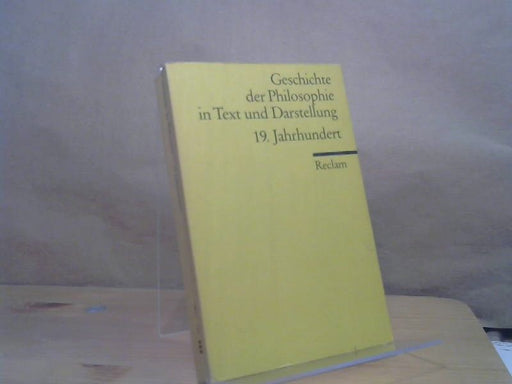 Geschichte
der Philosophie
in Text und Darstellung
19. Jahrhundert
Reclam